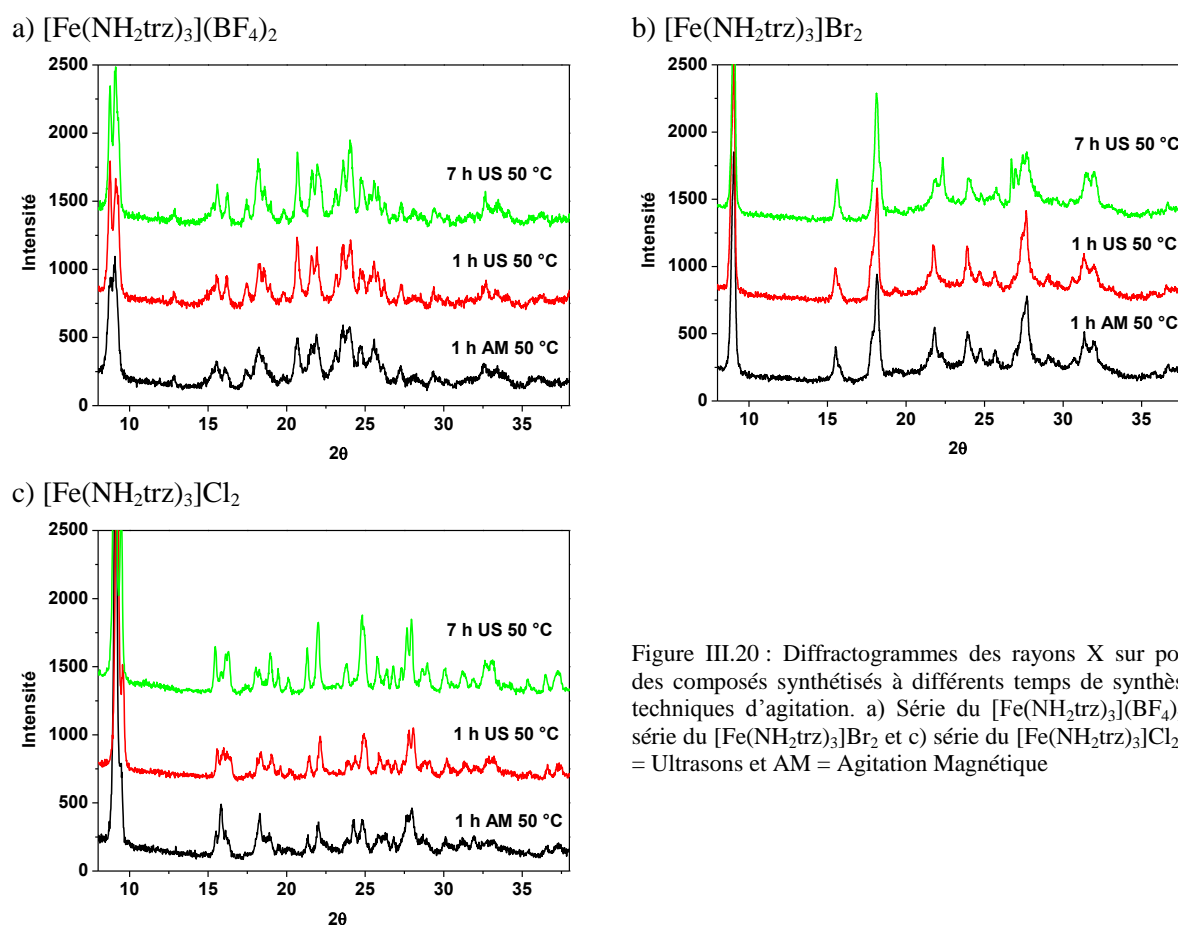 a) [Fe(NH2trz)3](BF4)2
2500
2000
1500
1000
500
0
Intensité
7 h US 50 °C
1 h US 50 °C
1 h AM 50 °C
10 15 20 25 30 35
2θ
b) [Fe(NH2trz)3]Br2
2500
2000
1500
1000
500
0
Intensité
7 h US 50 °C
1 h US 50 °C
1 h AM 50 °C
10 15 20 25 30 35
2θ
c) [Fe(NH2trz)3]Cl2
2500
2000
1500
1000
500
0
Intensité
7 h US 50 °C
1 h US 50 °C
1 h AM 50 °C
10 15 20 25 30 35
2θ
Figure III.20 : Diffractogrammes des rayons X sur po
des composés synthétisés à différents temps de synthès
techniques d'agitation. a) Série du [Fe(NH2trz)3](BF4)
série du [Fe(NH2trz)3]Br2 et c) série du [Fe(NH2trz)3]Cl2
= Ultrasons et AM = Agitation Magnétique